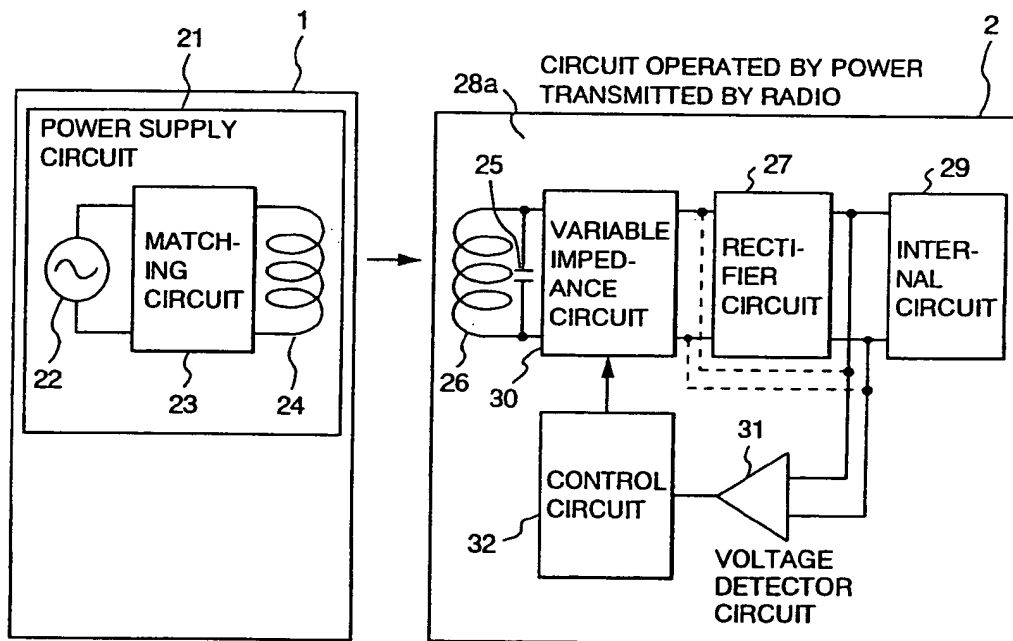 1
21
2
CIRCUIT OPERATED BY POWER
TRANSMITTED BY RADIO
28a
POWER SUPPLY
CIRCUIT
25
27
29
MATCH-
ING
CIRCUIT
VARIABLE
IMPED-
ANCE
CIRCUIT
RECTI-
FIER
CIRCUIT
INTER-
NAL
CIRCUIT
22
23
24
26
30
31
CONTROL
CIRCUIT
32
VOLTAGE
DETECTOR
CIRCUIT